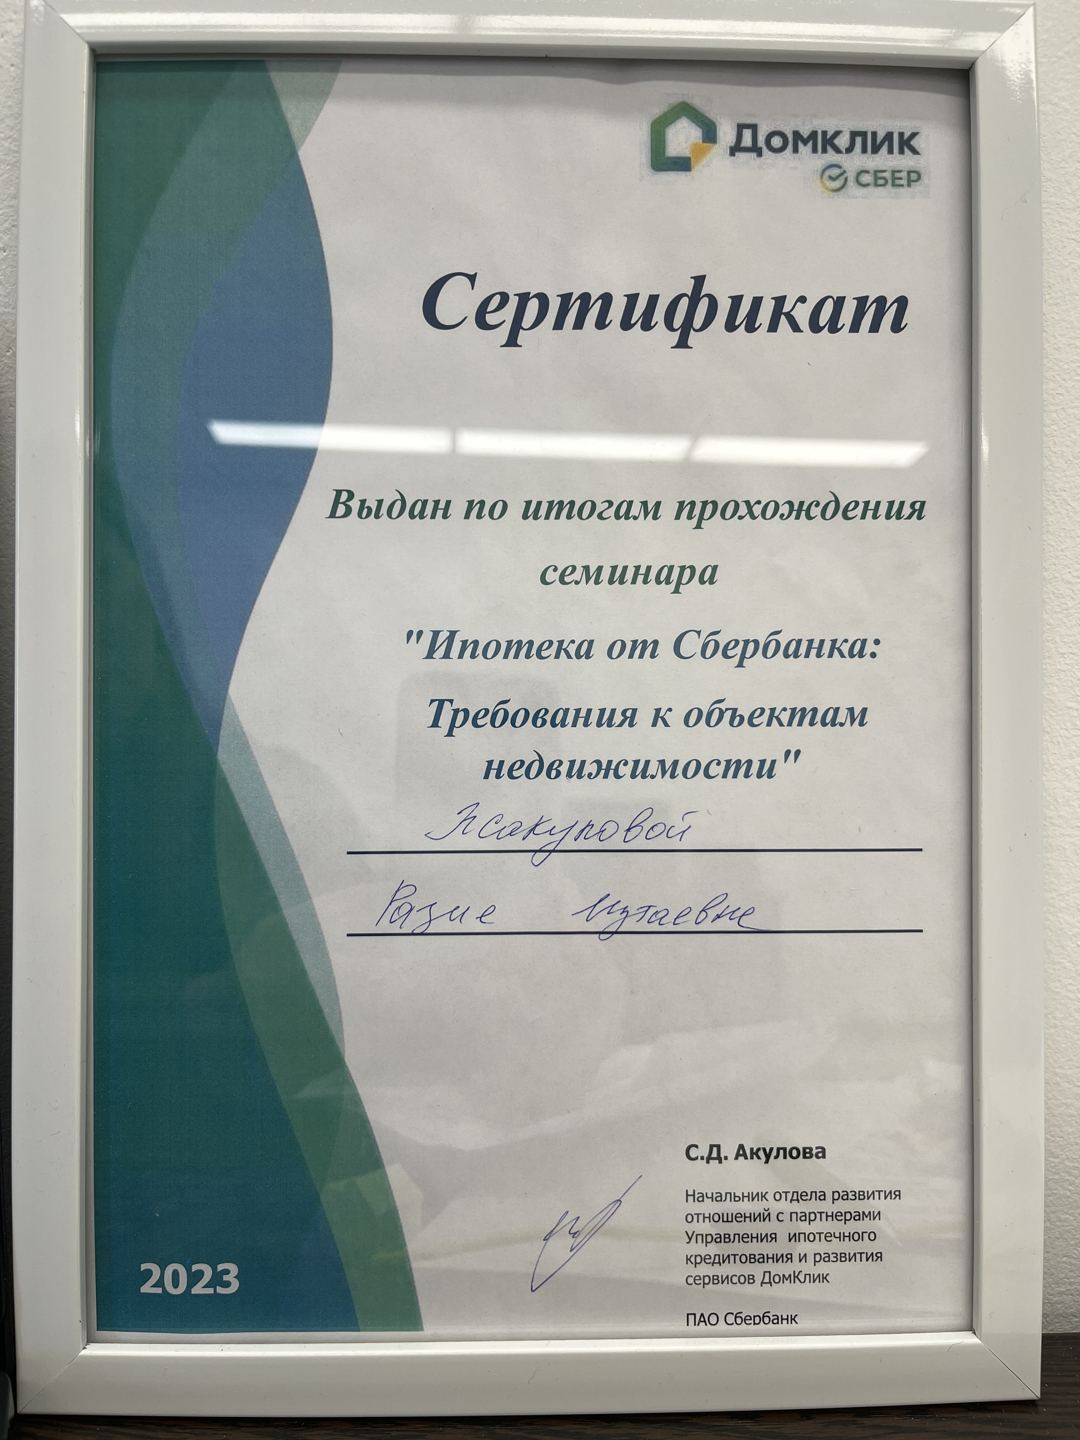 Домклик
СБЕР
Сертификат
Выдан по итогам прохождения
семинара
"Ипотека от Сбербанка:
Требования к объектам
недвижимости"
Разие
С.Д. Акулова
Начальник отдела развития
отношений с партнерами
Управления ипотечного
кредитования и развития
сервисов ДомКлик
ПАО Сбербанк
2023